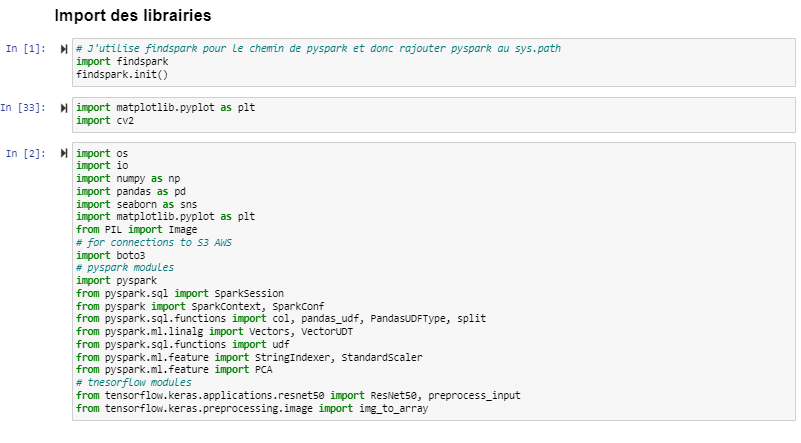 Import des librairies
In [1]:
# J'utilise findspark pour le chemin de pyspark et donc rajouter pyspark au sys.path
import findspark
findspark.init()
In [33]:
import matplotlib.pyplot as plt
import cv2
In [2]:
import os
import io
import numpy as np
import pandas as pd
import seaborn as sns
import matplotlib.pyplot as plt
from PIL import Image
# for connections to S3 AWS
import boto3
# pyspark modules
import pyspark
from pyspark.sql import SparkSession
from pyspark import SparkContext, SparkConf
from pyspark.sql.functions import col, pandas_udf, PandasUDFType, split
from pyspark.ml.linalg import Vectors, VectorUDT
from pyspark.sql.functions import udf
from pyspark.ml.feature import StringIndexer, StandardScaler
from pyspark.ml.feature import PCA
# tnesorflow modules
from tensorflow.keras.applications.resnet50 import ResNet50, preprocess_input
from tensorflow.keras.preprocessing.image import img_to_array